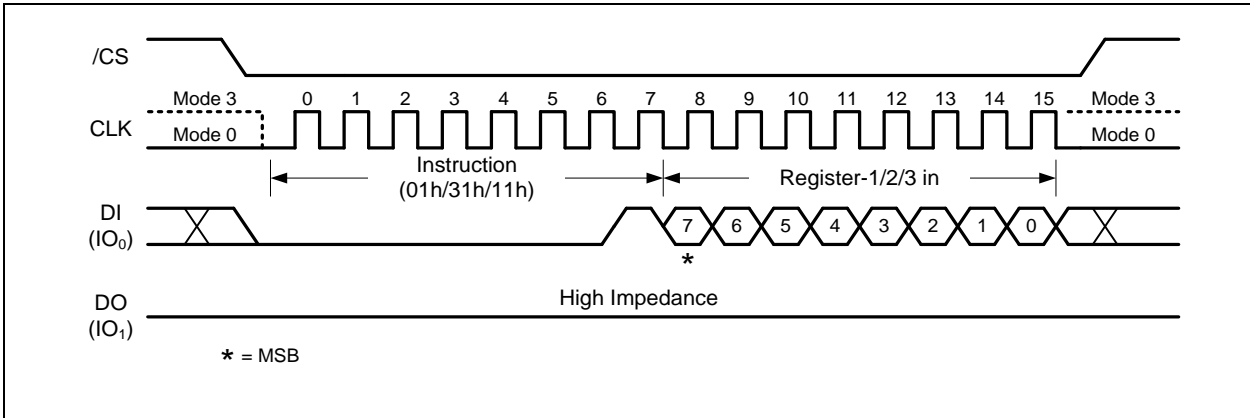 /CS
Mode 3 0 1 2 3 4 5 6 7 8 9 10 11 12 13 14 15 Mode 3
CLK
Mode 0 Mode 0
Instruction
(01h/31h/11h)
Register-1/2/3 in
DI
(IO₀)
7 6 5 4 3 2 1 0
*
High Impedance
DO
(IO₁)
* = MSB